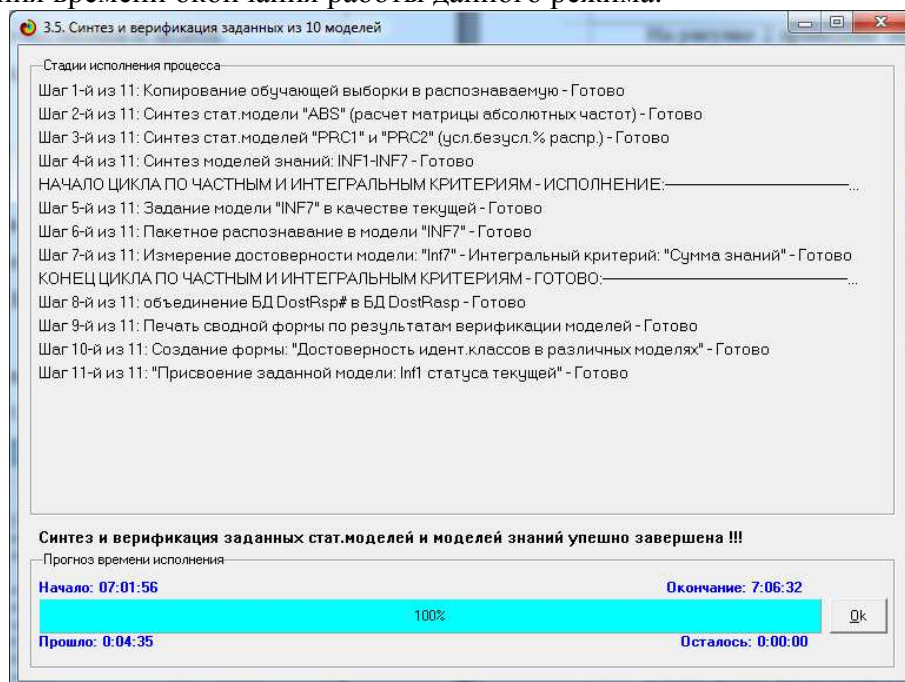 ния времени окончания работы данного режима.
3.5. Синтез и верификация заданных из 10 моделей
Стадии исполнения процесса
Шаг 1-й из 11: Копирование обучающей выборки в распознаваемую - Готово
Шаг 2-й из 11: Синтез стат.модели "ABS" (расчет матрицы абсолютных частот) - Готово
Шаг 3-й из 11: Синтез стат.моделей "PRC1" и "PRC2" (усл.безусл.% распр.) - Готово
Шаг 4-й из 11: Синтез моделей знаний: INF1-INF7 - Готово
НАЧАЛО ЦИКЛА ПО ЧАСТНЫМ И ИНТЕГРАЛЬНЫМ КРИТЕРИЯМ - ИСПОЛНЕНИЕ:————...
Шаг 5-й из 11: Задание модели "INF7" в качестве текущей - Готово
Шаг 6-й из 11: Пакетное распознавание в модели "INF7" - Готово
Шаг 7-й из 11: Измерение достоверности модели: "Inf7" - Интегральный критерий: "Сумма знаний" - Готово
КОНЕЦ ЦИКЛА ПО ЧАСТНЫМ И ИНТЕГРАЛЬНЫМ КРИТЕРИЯМ - ГОТОВО:————...
Шаг 8-й из 11: объединение БД DostRsp# в БД DostRasp - Готово
Шаг 9-й из 11: Печать сводной формы по результатам верификации моделей - Готово
Шаг 10-й из 11: Создание формы: "Достоверность идент.классов в различных моделях" - Готово
Шаг 11-й из 11: "Присвоение заданной модели: Inf1 статуса текущей" - Готово
Синтез и верификация заданных стат.моделей и моделей знаний упешно завершена !!!
Прогноз времени исполнения
Начало: 07:01:56 Окончание: 7:06:32
100%
Ok
Прошло: 0:04:35 Осталось: 0:00:00